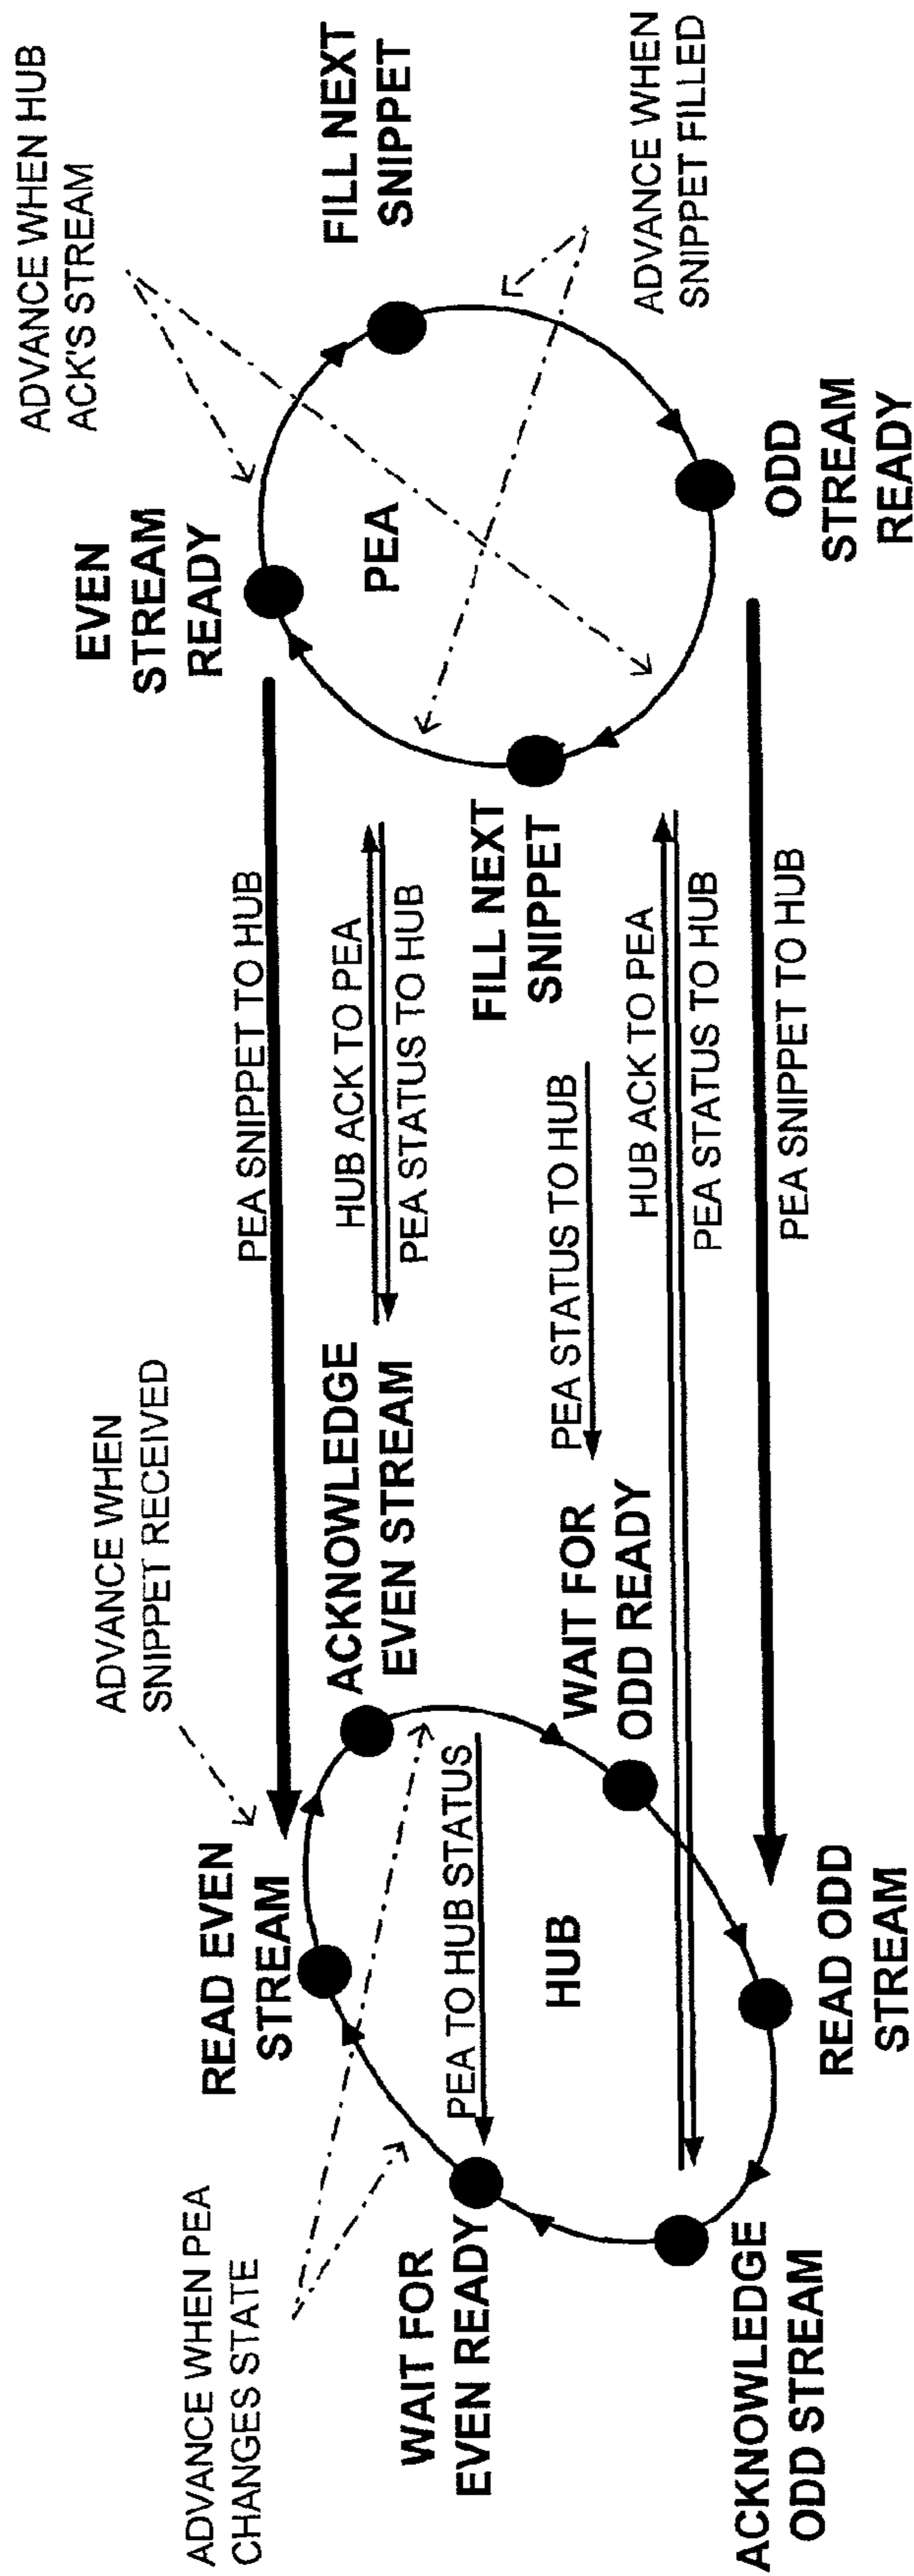 ADVANCE WHEN PEA
CHANGES STATE
ADVANCE WHEN
SNIPPET RECEIVED
ADVANCE WHEN HUB
ACK'S STREAM
READ EVEN
STREAM
PEA SNIPPET TO HUB
EVEN
STREAM
READY
ACKNOWLEDGE
EVEN STREAM
HUB ACK TO PEA
PEA STATUS TO HUB
PEA
FILL NEXT
SNIPPET
WAIT FOR
EVEN READY
PEA TO HUB STATUS
HUB
WAIT FOR
ODD READY
PEA STATUS TO HUB
FILL NEXT
SNIPPET
HUB ACK TO PEA
PEA STATUS TO HUB
ADVANCE WHEN
SNIPPET FILLED
ACKNOWLEDGE
ODD STREAM
READ ODD
STREAM
PEA SNIPPET TO HUB
ODD
STREAM
READY